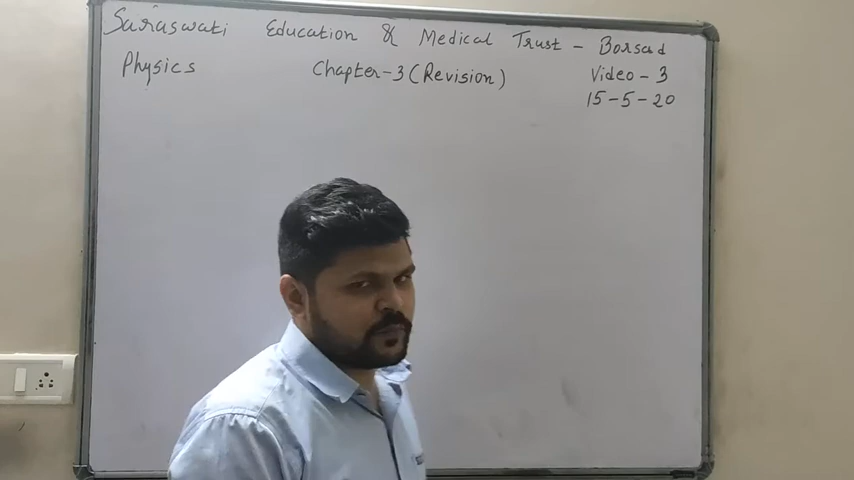 Saraswati Education & Medical Trust - Borsad
Physics Chapter-3 (Revision) Video - 3
15-5-20